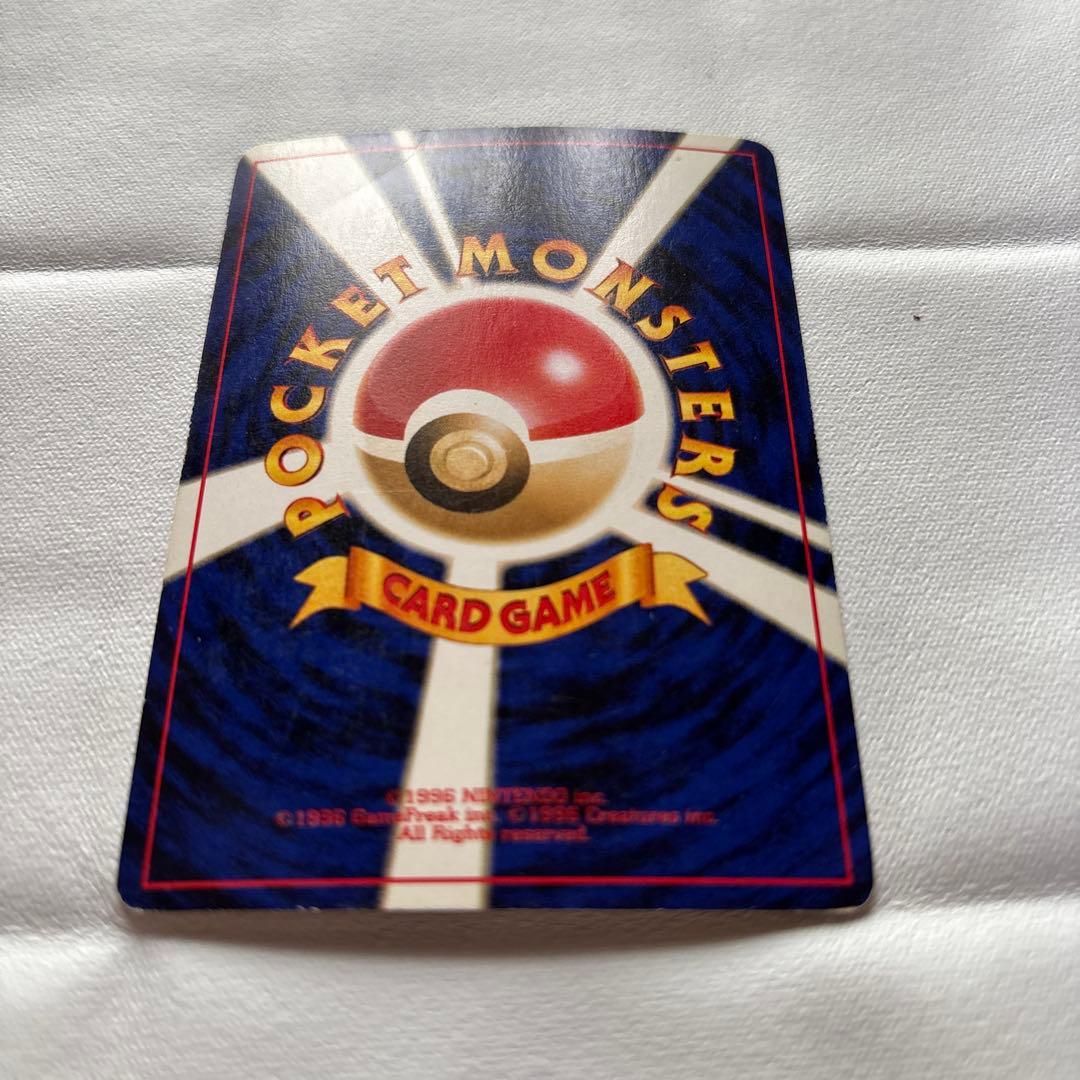 POCKET MONSTERS
CARD GAME
©1996 NINTENDO inc.
©1996 GameFreak inc. ©1996 Creatures inc.
All Rights reserved.